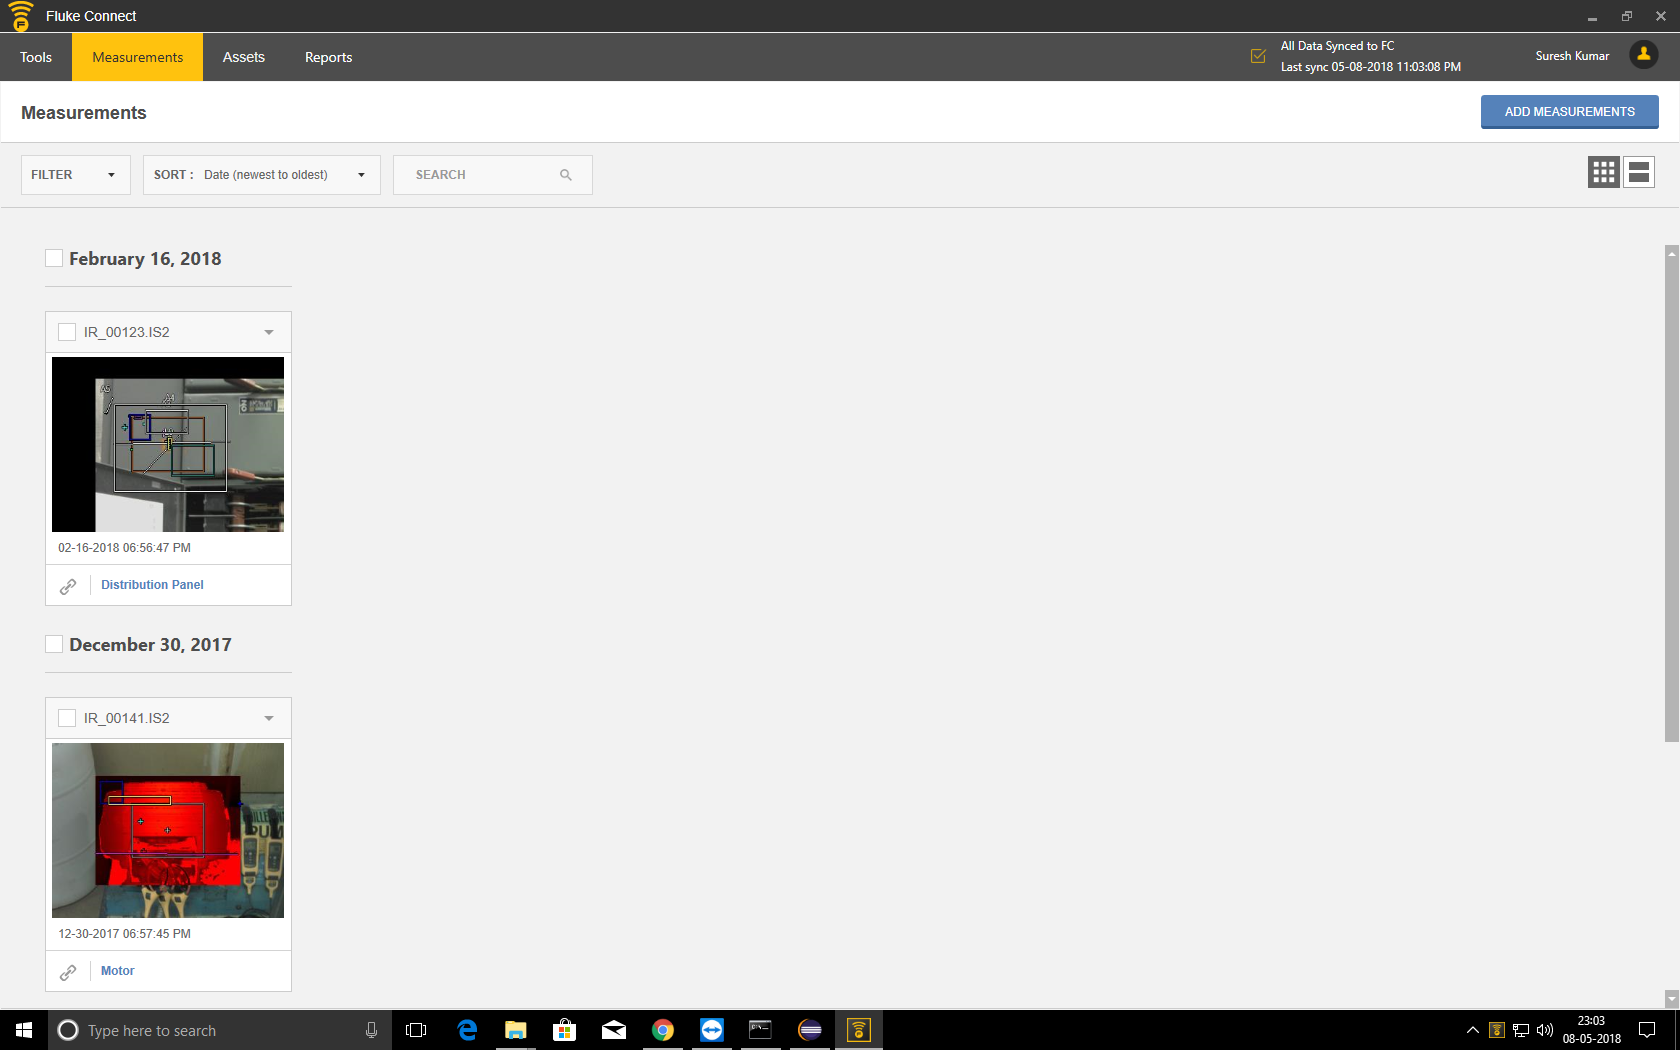 Fluke Connect
Tools
Measurements
Assets
Reports
All Data Synced to FC
Last sync 05-08-2018 11:03:08 PM
Suresh Kumar
Measurements
ADD MEASUREMENTS
FILTER
SORT : Date (newest to oldest)
SEARCH
February 16, 2018
IR_00123.IS2
02-16-2018 06:56:47 PM
Distribution Panel
December 30, 2017
IR_00141.IS2
12-30-2017 06:57:45 PM
Motor
Type here to search
23:03
08-05-2018